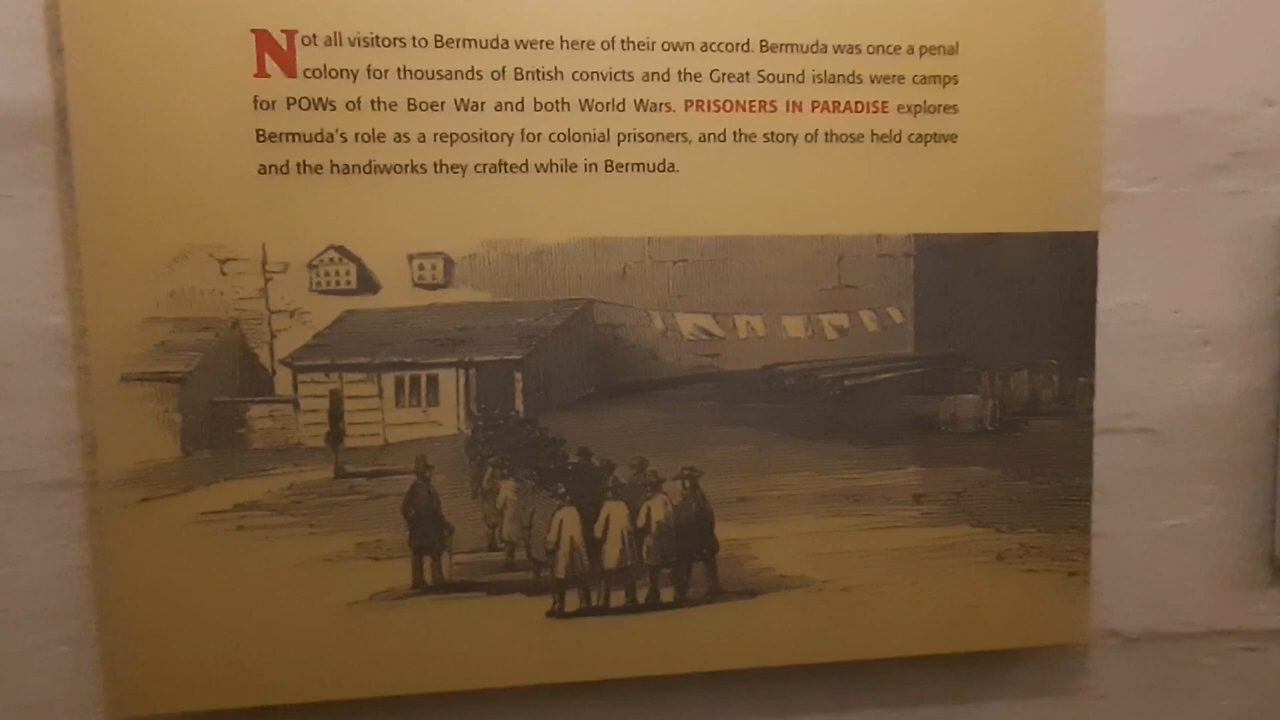 Not all visitors to Bermuda were here of their own accord. Bermuda was once a penal
colony for thousands of British convicts and the Great Sound islands were camps
for POWs of the Boer War and both World Wars. PRISONERS IN PARADISE explores
Bermuda's role as a repository for colonial prisoners, and the story of those held captive
and the handiworks they crafted while in Bermuda.